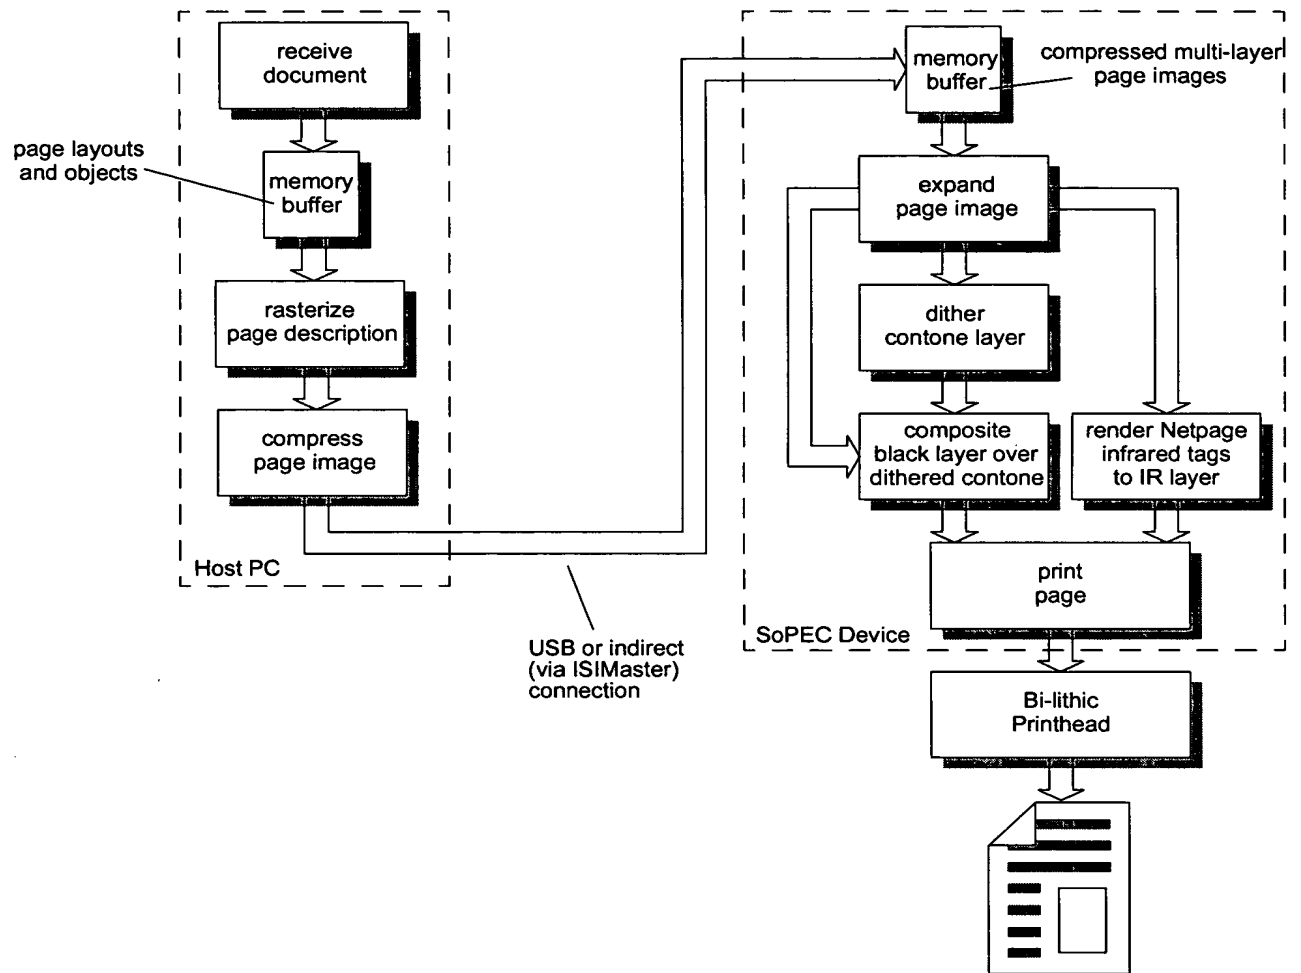 receive
document
page layouts
and objects
memory
buffer
rasterize
page description
compress
page image
Host PC
USB or indirect
(via ISIMaster)
connection
memory
buffer
compressed multi-layer
page images
expand
page image
dither
contone layer
composite
black layer over
dithered contone
render Netpage
infrared tags
to IR layer
print
page
SoPEC Device
Bi-lithic
Printhead